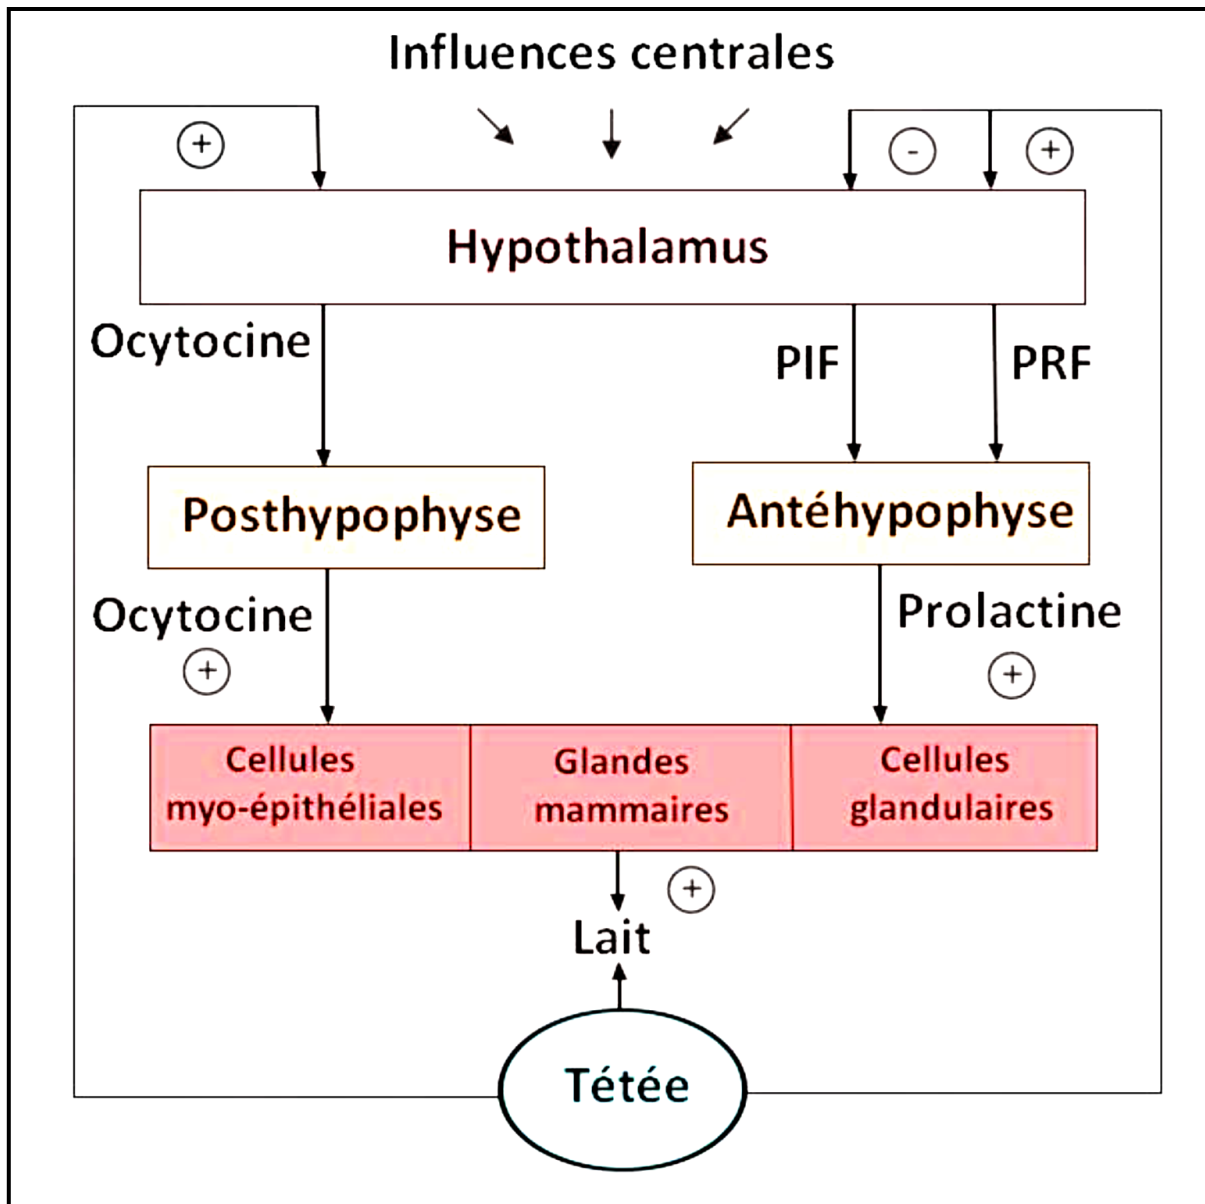 Influences centrales
+
-
+
Hypothalamus
Ocytocine
PIF
PRF
Posthypophyse
Antéhypophyse
Ocytocine
+
Prolactine
+
Cellules
myo-épithéliales
Glandes
mammaires
Cellules
glandulaires
+
Lait
Tétée